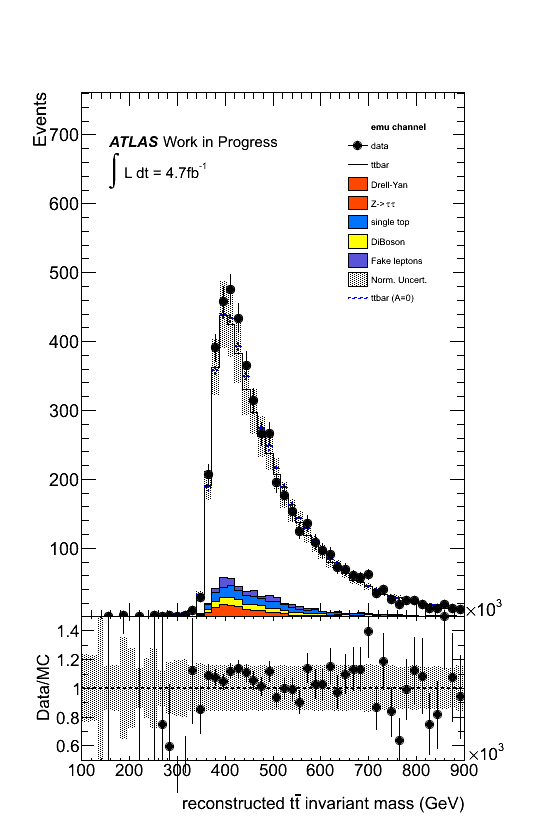 Events
700
600
500
400
300
200
100
ATLAS Work in Progress
∫ L dt = 4.7fb⁻¹
emu channel
data
ttbar
Drell-Yan
Z->ττ
single top
DiBoson
Fake leptons
Norm. Uncert.
ttbar (A=0)
×10³
Data/MC
1.4
1.2
1
0.8
0.6
×10³
100 200 300 400 500 600 700 800 900
reconstructed tt̄ invariant mass (GeV)